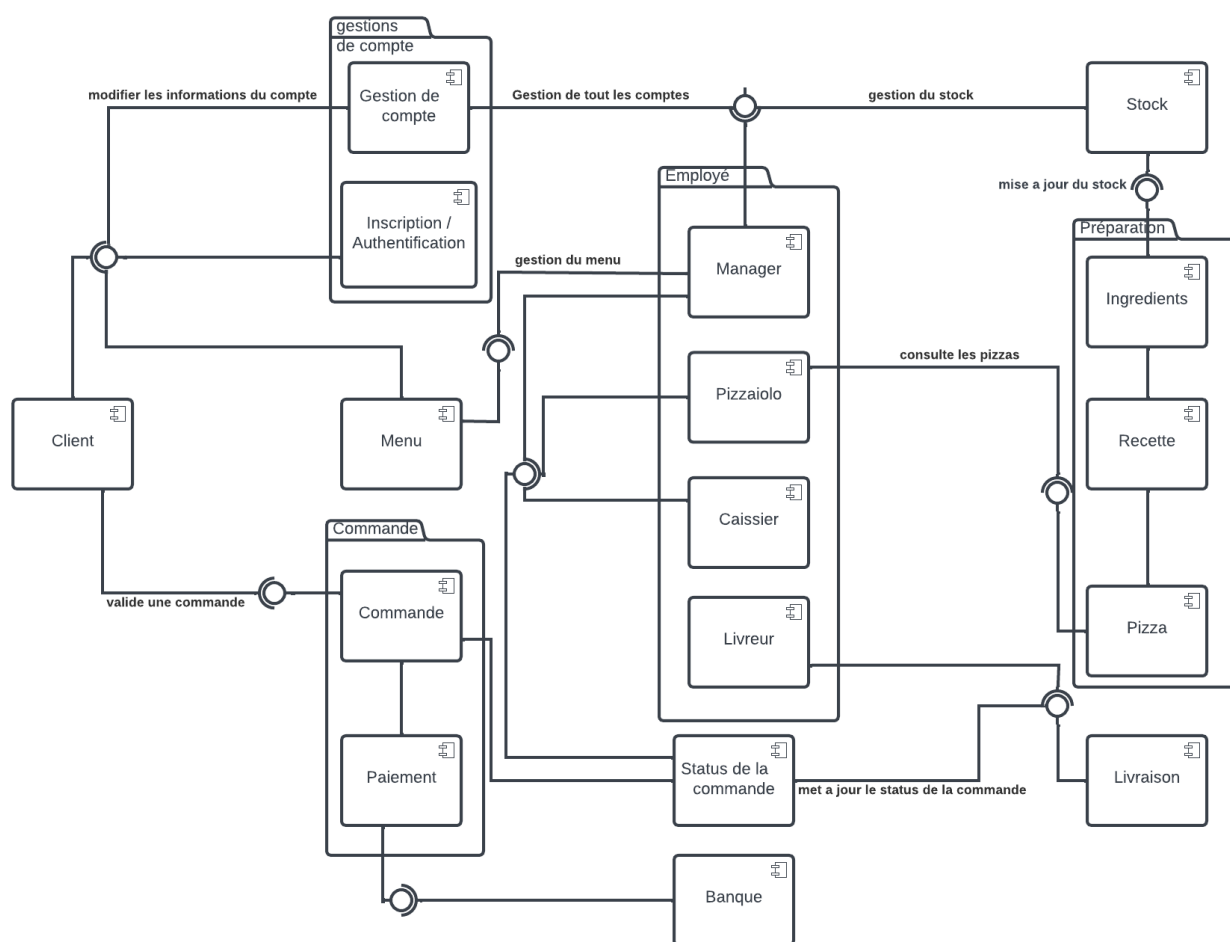 gestions
de compte
modifier les informations du compte
Gestion de
compte
Gestion de tout les comptes
gestion du stock
Stock
mise a jour du stock
Employé
Inscription /
Authentification
Préparation
gestion du menu
Manager
Ingredients
consulte les pizzas
Pizzaiolo
Client
Menu
Recette
Caissier
Commande
valide une commande
Commande
Livreur
Pizza
Paiement
Status de la
commande
met a jour le status de la commande
Livraison
Banque